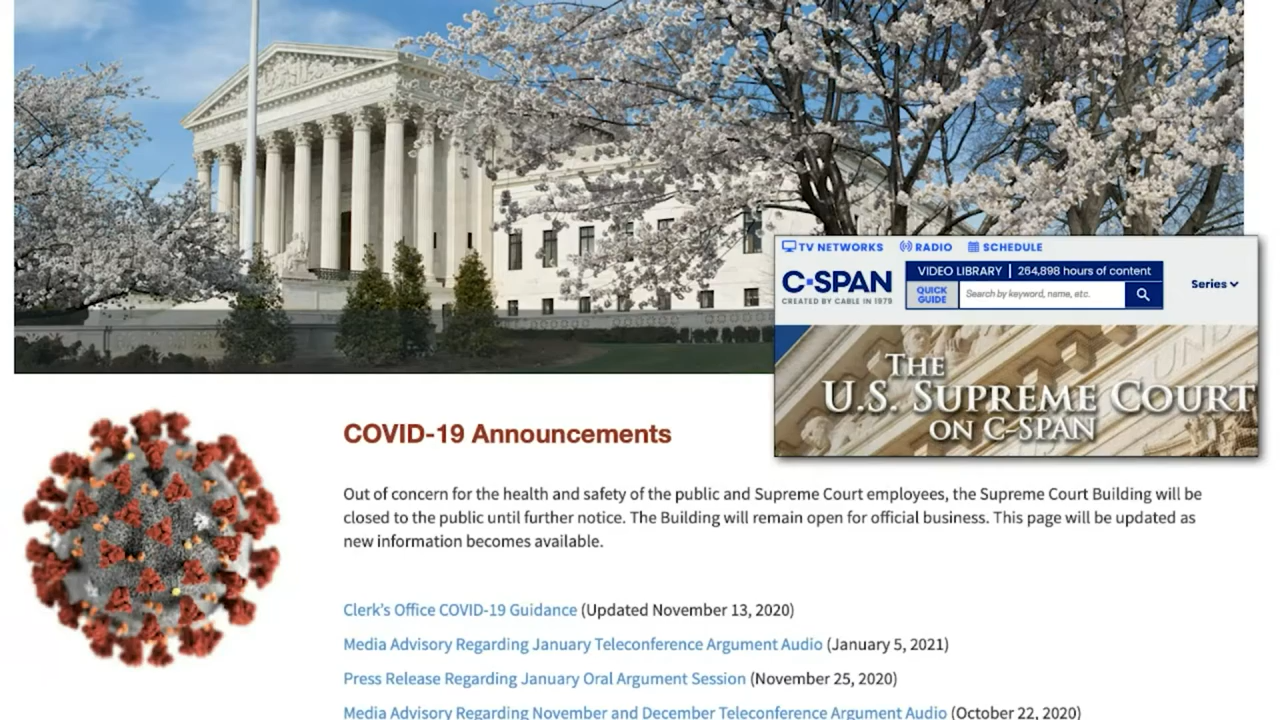 TV NETWORKS RADIO SCHEDULE
C-SPAN
CREATED BY CABLE IN 1979
VIDEO LIBRARY | 264,898 hours of content
QUICK GUIDE
Search by keyword, name, etc.
Series
THE
U.S. SUPREME COURT
ON C-SPAN
COVID-19 Announcements
Out of concern for the health and safety of the public and Supreme Court employees, the Supreme Court Building will be
closed to the public until further notice. The Building will remain open for official business. This page will be updated as
new information becomes available.
Clerk's Office COVID-19 Guidance (Updated November 13, 2020)
Media Advisory Regarding January Teleconference Argument Audio (January 5, 2021)
Press Release Regarding January Oral Argument Session (November 25, 2020)
Media Advisory Regarding November and December Teleconference Argument Audio (October 22, 2020)